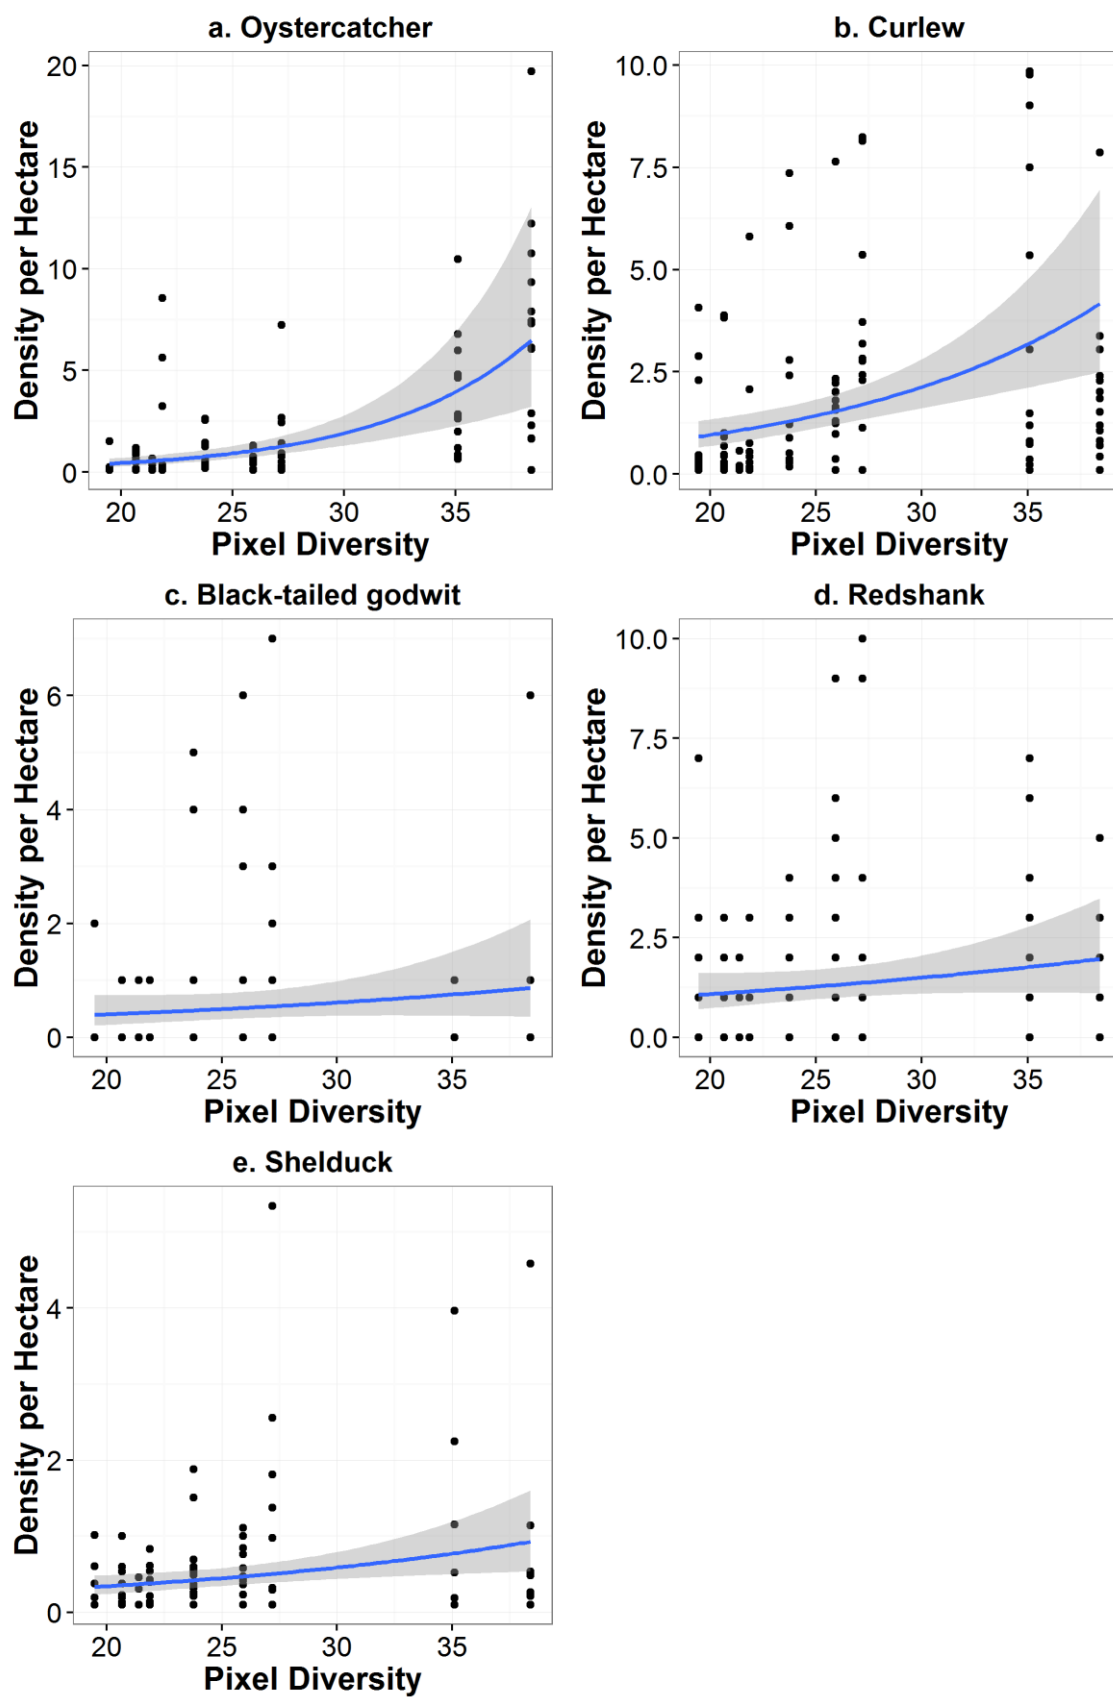 a. Oystercatcher
Density per Hectare
20
15
10
5
0
20 25 30 35
Pixel Diversity
b. Curlew
Density per Hectare
10.0
7.5
5.0
2.5
0.0
20 25 30 35
Pixel Diversity
c. Black-tailed godwit
Density per Hectare
6
4
2
0
20 25 30 35
Pixel Diversity
d. Redshank
Density per Hectare
10.0
7.5
5.0
2.5
0.0
20 25 30 35
Pixel Diversity
e. Shelduck
Density per Hectare
4
2
0
20 25 30 35
Pixel Diversity